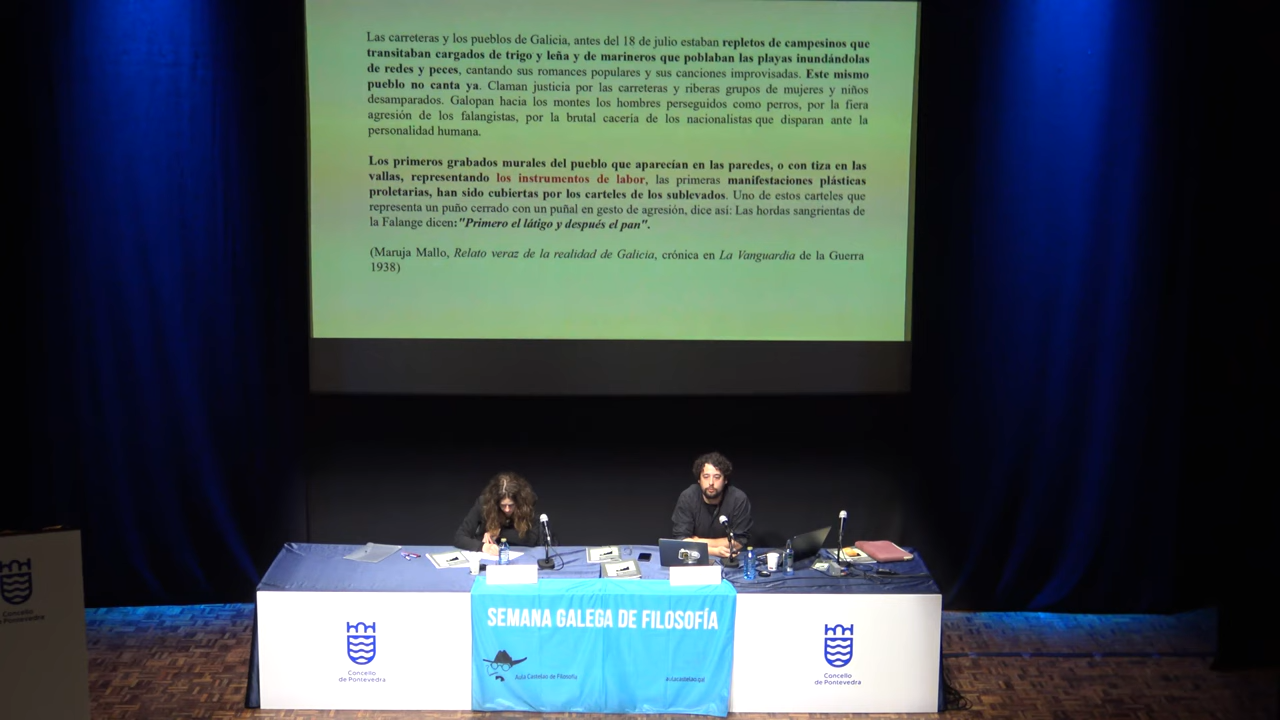 Las carreteras y los pueblos de Galicia, antes del 18 de julio estaban repletos de campesinos que
transitaban cargados de trigo y leña y de marineros que poblaban las playas inundándolas
de redes y peces, cantando sus romances populares y sus canciones improvisadas. Este mismo
pueblo no canta ya. Claman justicia por las carreteras y riberas grupos de mujeres y niños
desamparados. Galopan hacia los montes los hombres perseguidos como perros, por la fiera
agresión de los falangistas, por la brutal cacería de los nacionalistas que disparan ante la
personalidad humana.
Los primeros grabados murales del pueblo que aparecían en las paredes, o con tiza en las
vallas, representando los instrumentos de labor, las primeras manifestaciones plásticas
proletarias, han sido cubiertas por los carteles de los sublevados. Uno de estos carteles que
representa un puño cerrado con un puñal en gesto de agresión, dice así: Las hordas sangrientas de
la Falange dicen: "Primero el látigo y después el pan".
(Maruja Mallo, Relato veraz de la realidad de Galicia, crónica en La Vanguardia de la Guerra
1938)
SEMANA GALEGA DE FILOSOFÍA
Aula Castelao de Filosofía
aulacastelao.gal
Concello
de Pontevedra
Concello
de Pontevedra
Concello
de Pontevedra